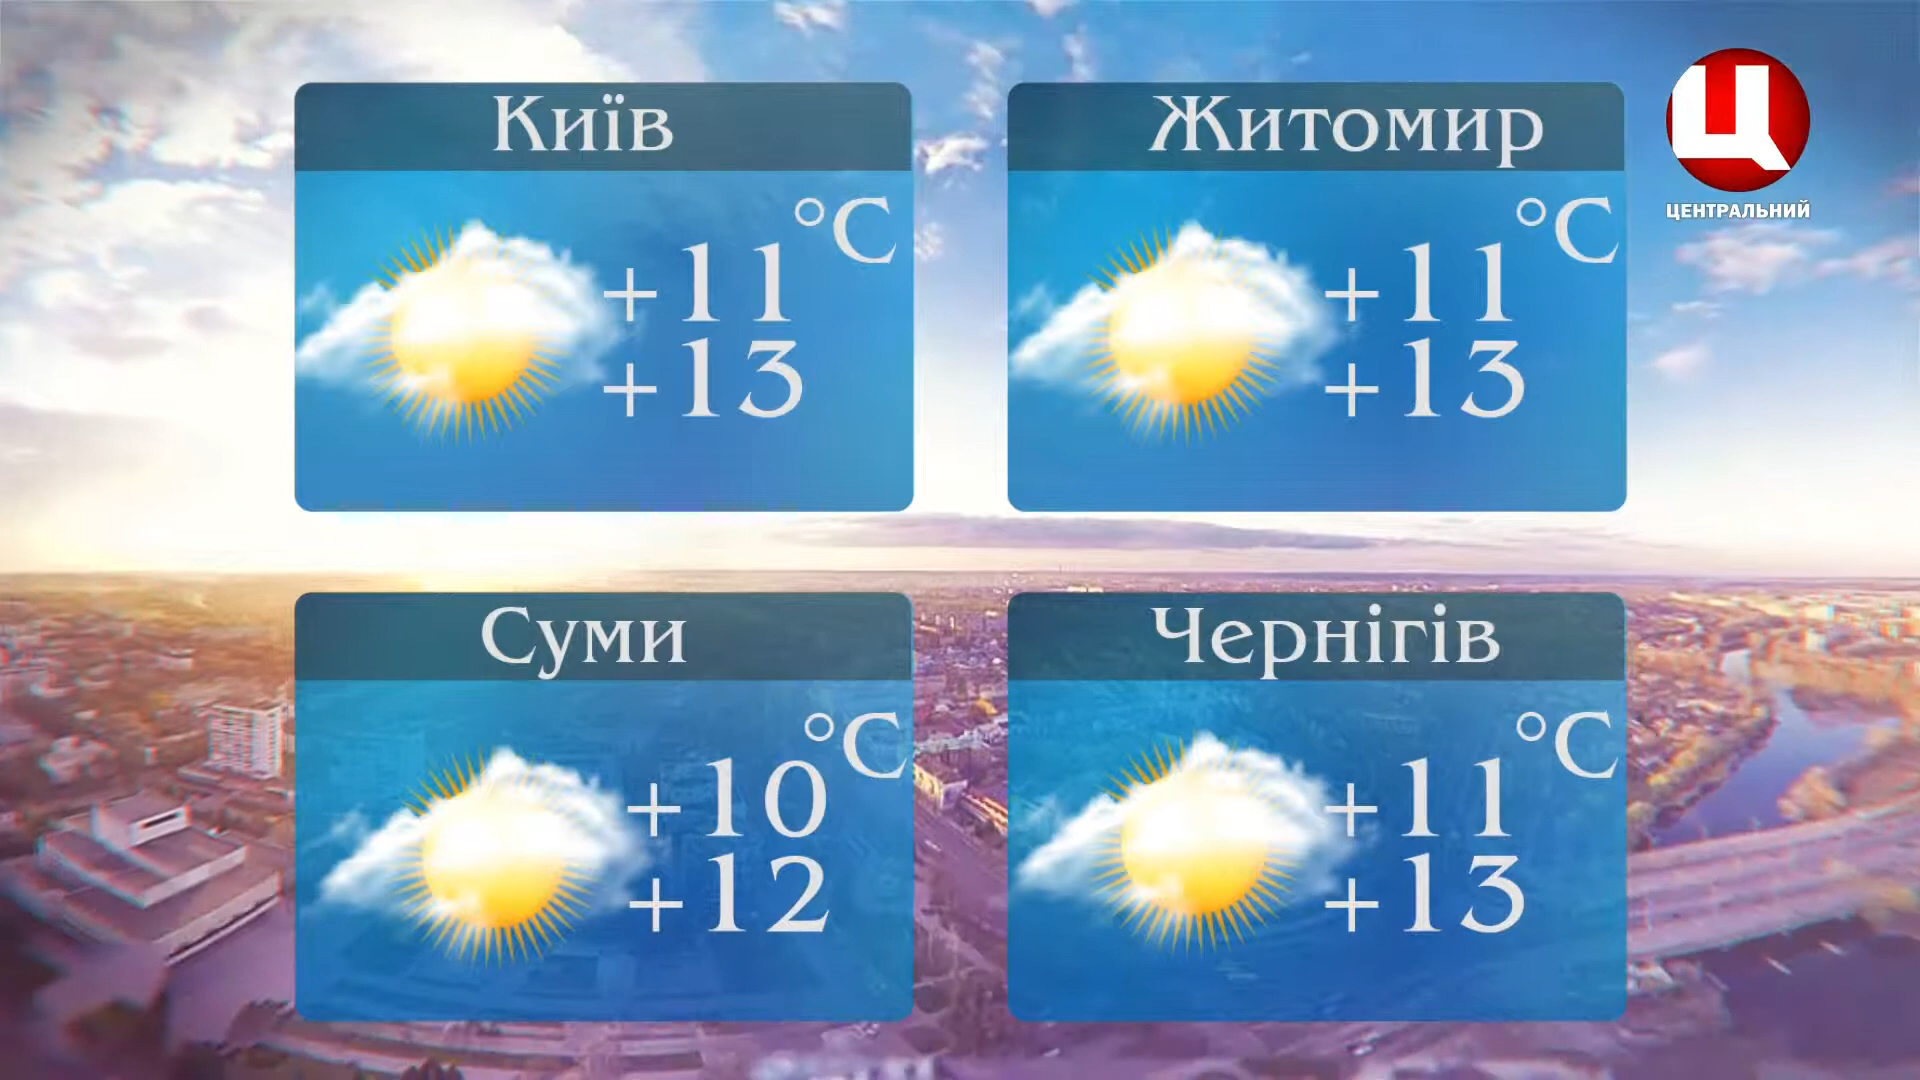 Київ
°C
+11
+13
Житомир
°C
+11
+13
Ц
ЦЕНТРАЛЬНИЙ
Суми
°C
+10
+12
Чернігів
°C
+11
+13